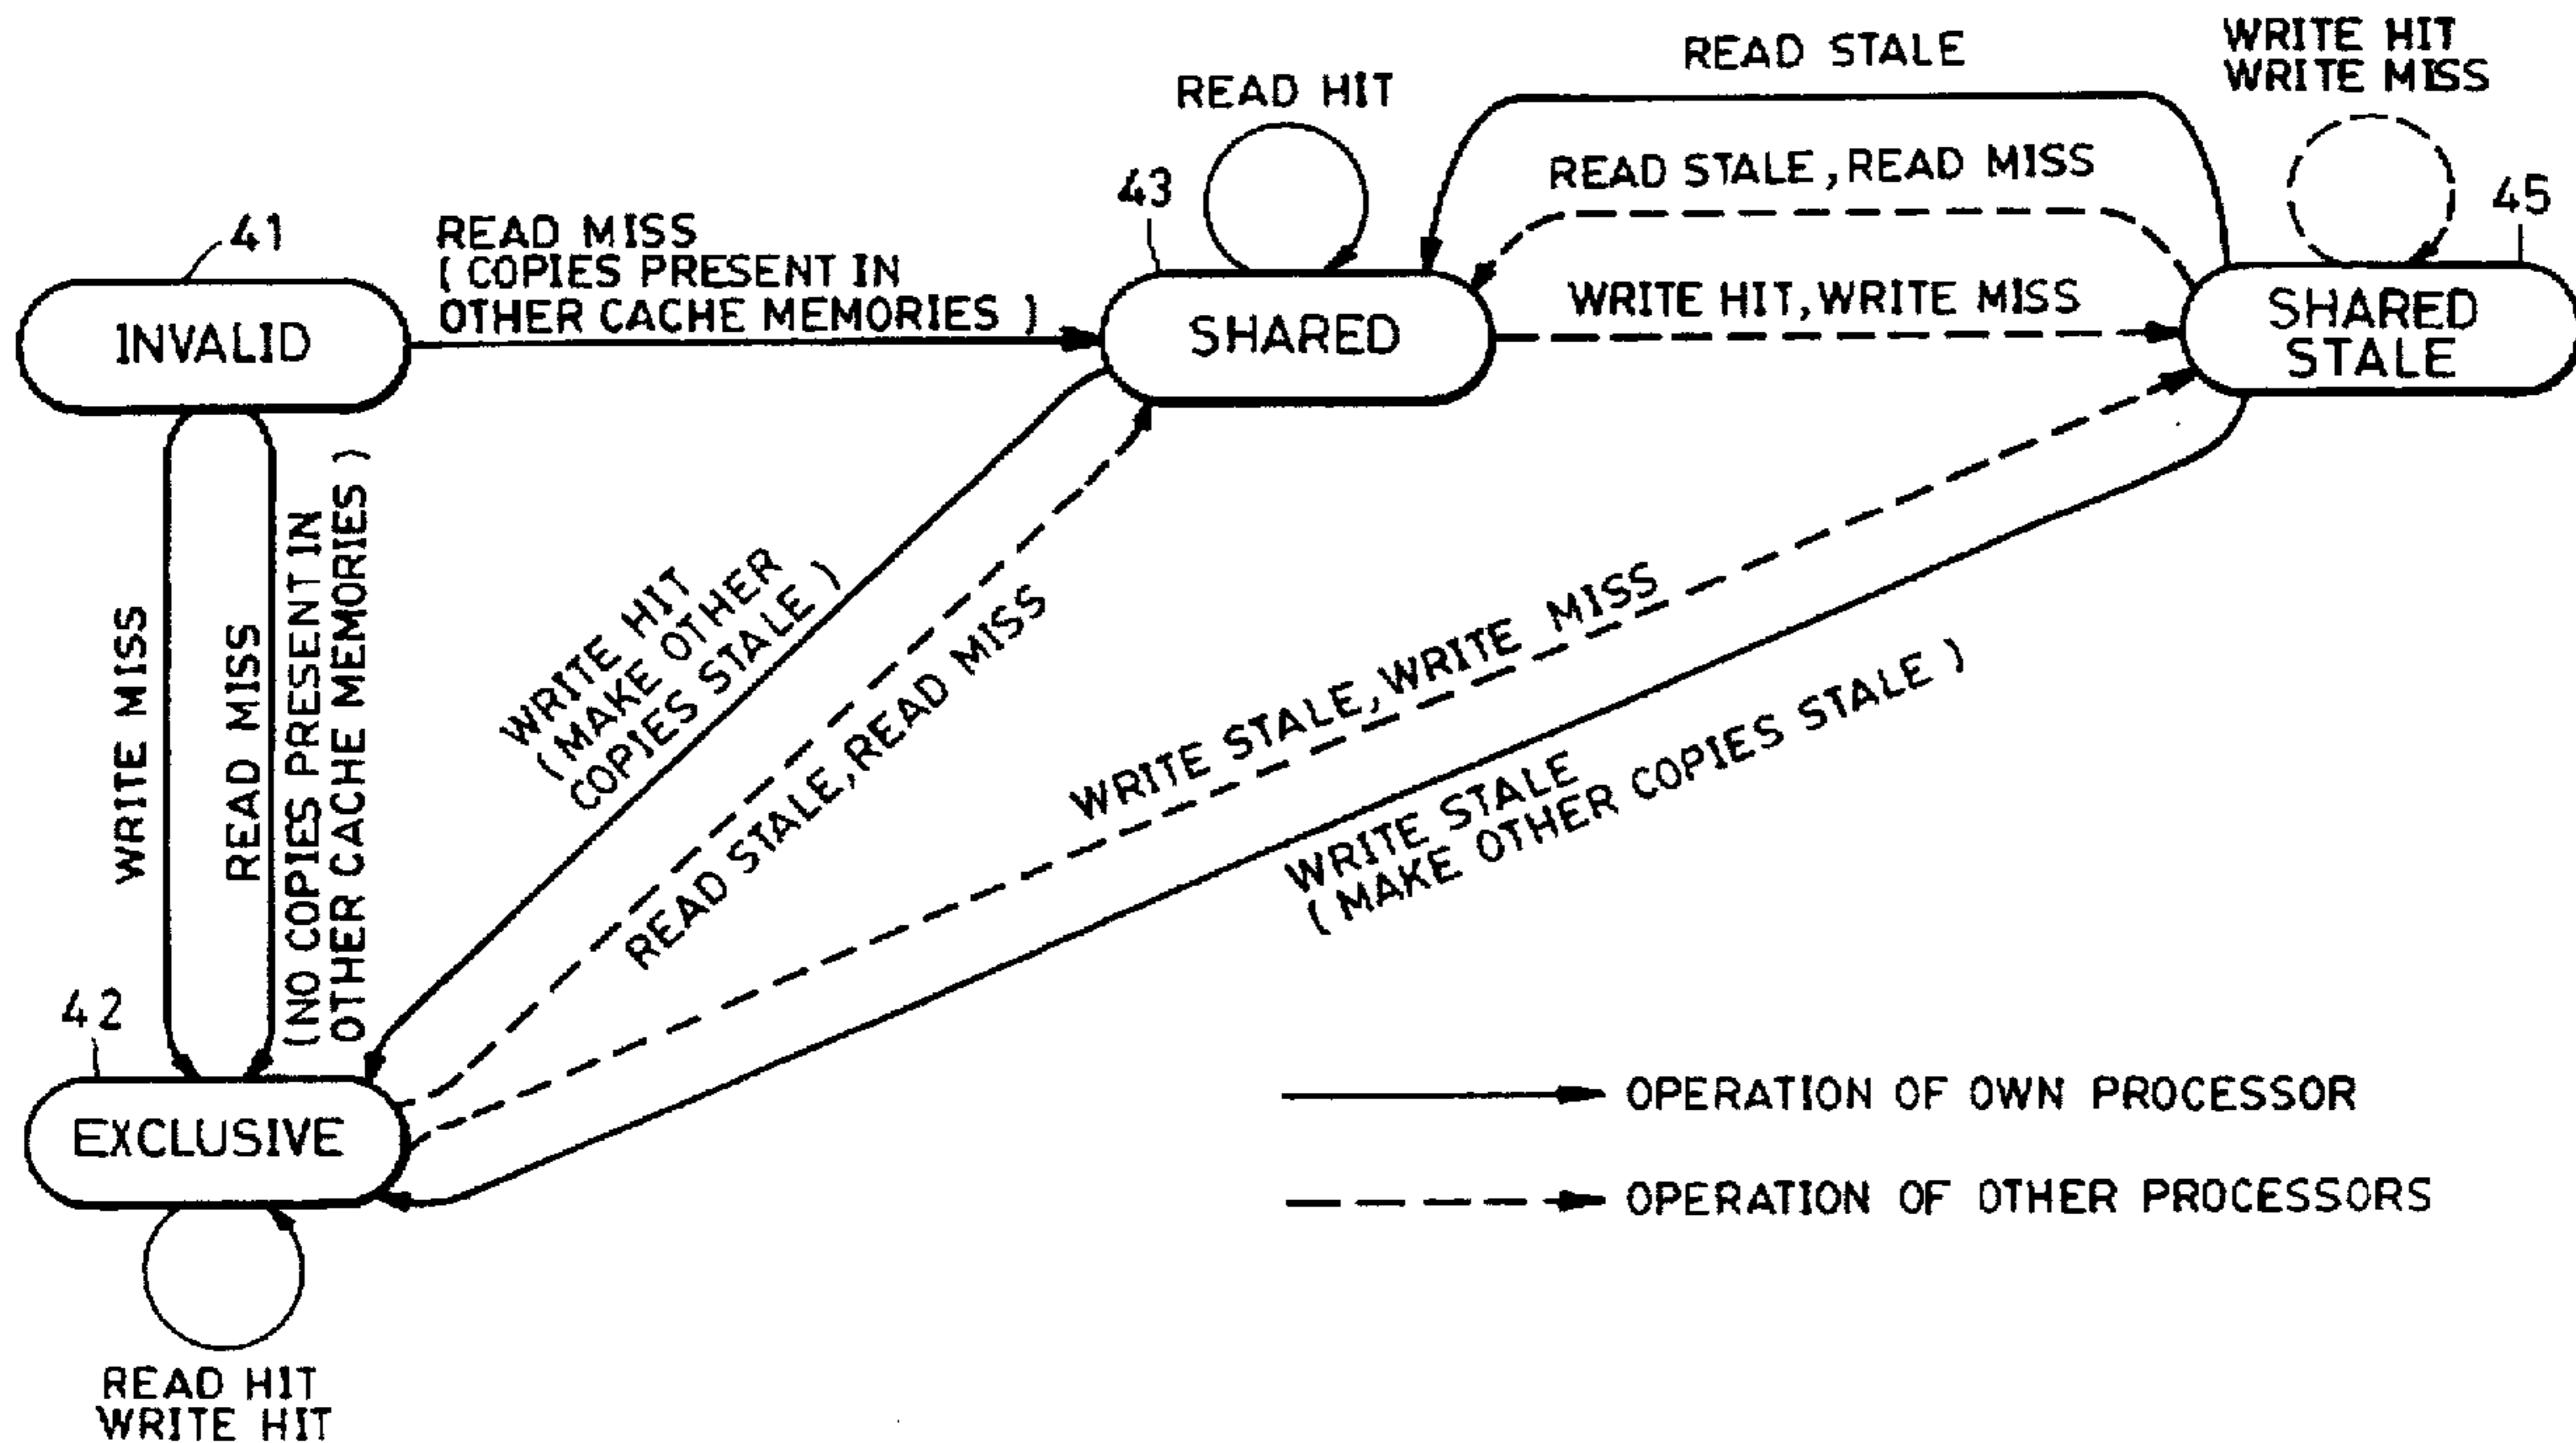 READ STALE
WRITE HIT
WRITE MISS
READ HIT
READ STALE, READ MISS
43
45
41
READ MISS
( COPIES PRESENT IN
OTHER CACHE MEMORIES )
WRITE HIT, WRITE MISS
INVALID
SHARED
SHARED
STALE
WRITE MISS
READ MISS
(NO COPIES PRESENT IN
OTHER CACHE MEMORIES )
WRITE HIT
( MAKE OTHER
COPIES STALE )
READ STALE, READ MISS
WRITE STALE, WRITE MISS
WRITE STALE
( MAKE OTHER COPIES STALE )
42
EXCLUSIVE
OPERATION OF OWN PROCESSOR
OPERATION OF OTHER PROCESSORS
READ HIT
WRITE HIT